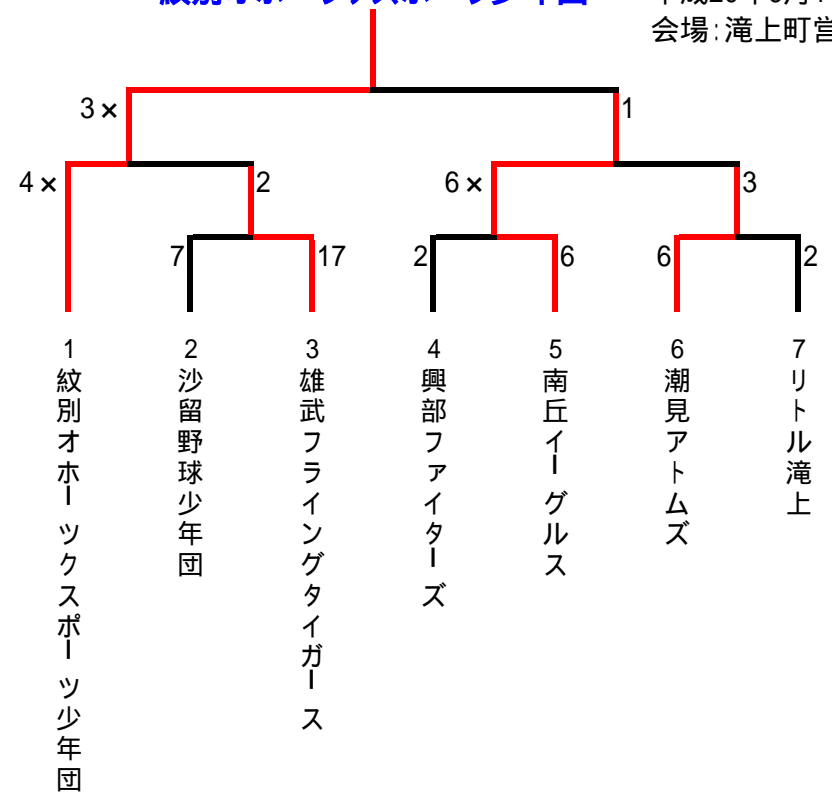 会場:滝上町営
3×
1
4×
2
6×
3
7
17
2
6
6
2
1
紋別オホーツクスポーツ少年団
2
沙留野球少年団
3
雄武フライングタイガース
4
興部ファイターズ
5
南丘イーグルス
6
潮見アトムズ
7
リトル滝上